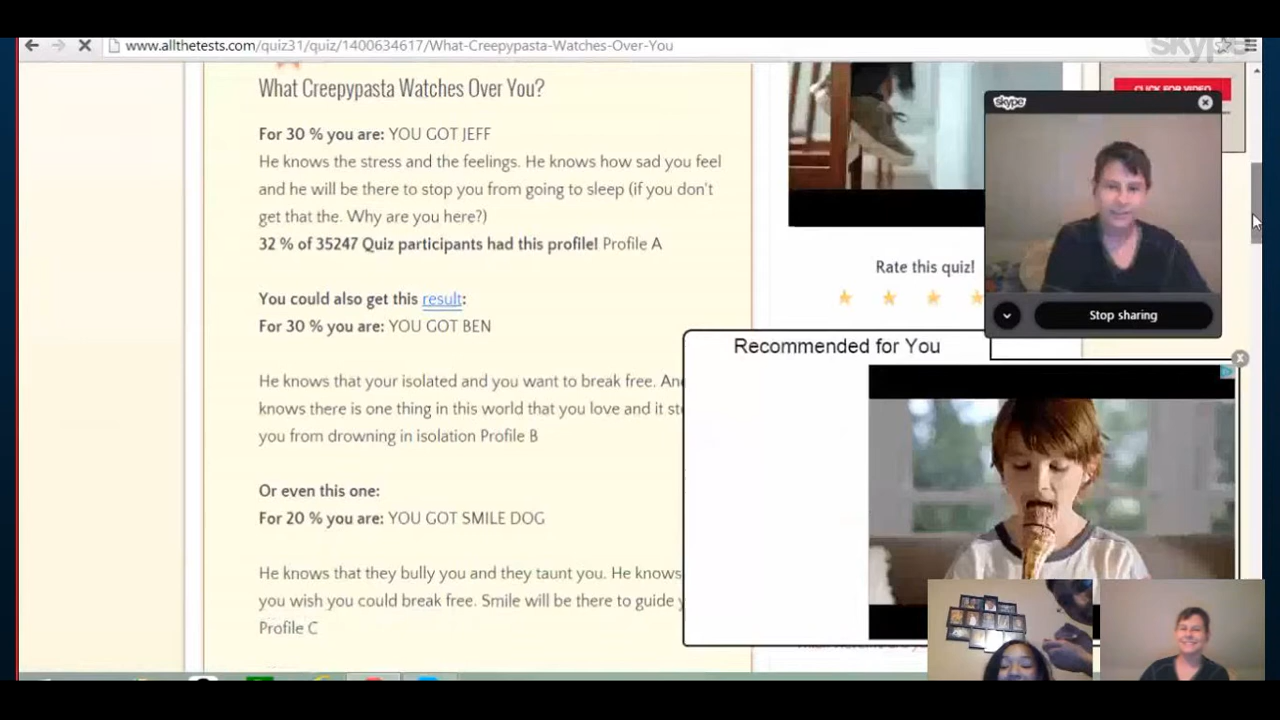 www.allthetests.com/quiz31/quiz/1400634617/What-Creepypasta-Watches-Over-You
skype
What Creepypasta Watches Over You?
CLICK FOR VIDEO
skype
For 30 % you are: YOU GOT JEFF
He knows the stress and the feelings. He knows how sad you feel
and he will be there to stop you from going to sleep (if you don't
get that the. Why are you here?)
32 % of 35247 Quiz participants had this profile! Profile A
Rate this quiz!
You could also get this result:
For 30 % you are: YOU GOT BEN
Stop sharing
Recommended for You
He knows that your isolated and you want to break free. And
knows there is one thing in this world that you love and it
you from drowning in isolation Profile B
Or even this one:
For 20 % you are: YOU GOT SMILE DOG
He knows that they bully you and they taunt you. He knows
you wish you could break free. Smile will be there to guide
Profile C